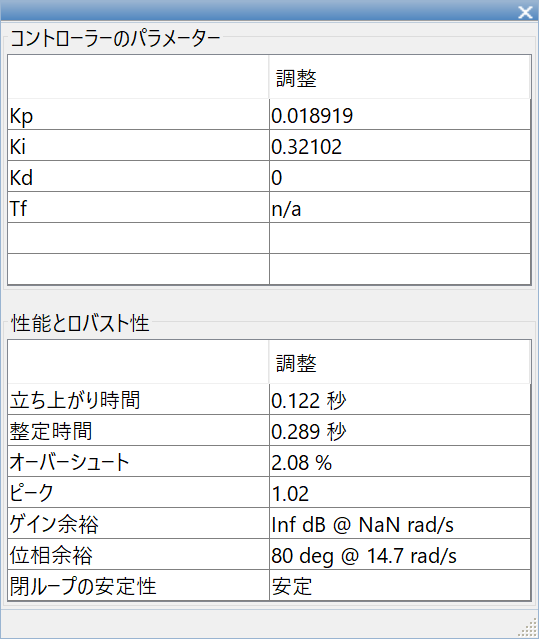 コントローラーのパラメーター
調整
Kp 0.018919
Ki 0.32102
Kd 0
Tf n/a
性能とロバスト性
調整
立ち上がり時間 0.122 秒
整定時間 0.289 秒
オーバーシュート 2.08 %
ピーク 1.02
ゲイン余裕 Inf dB @ NaN rad/s
位相余裕 80 deg @ 14.7 rad/s
閉ループの安定性 安定